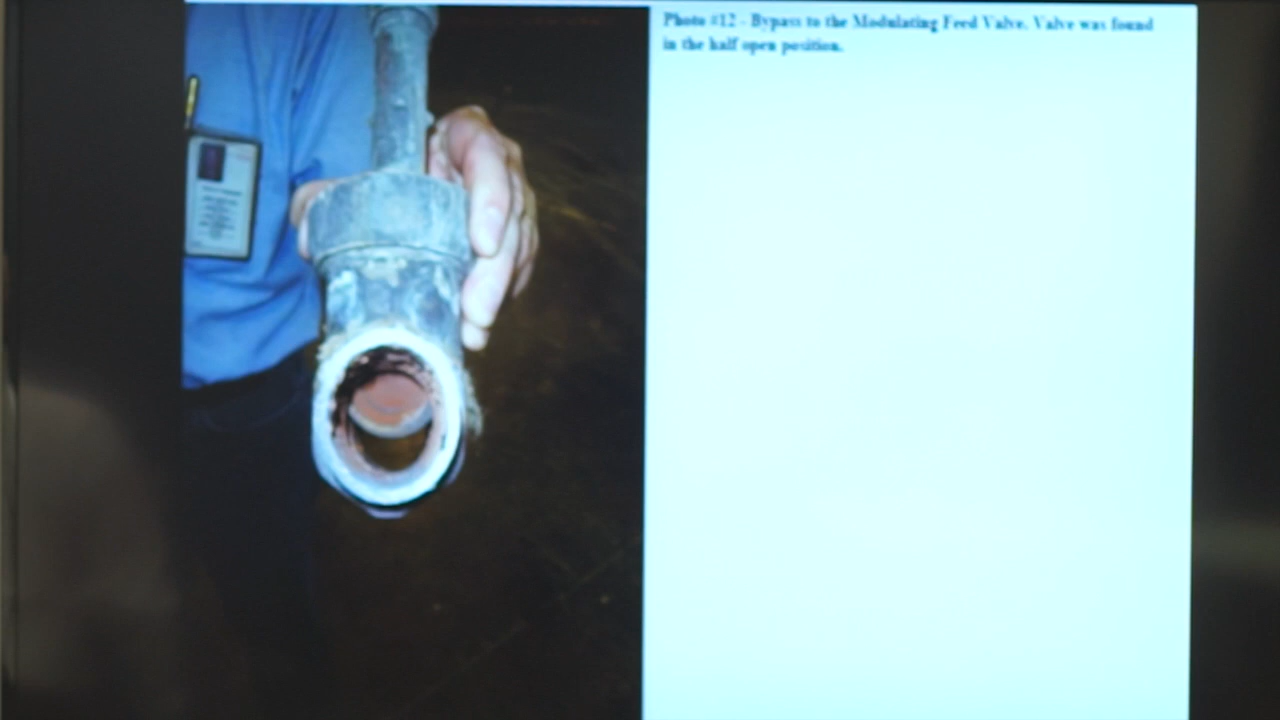 Photo #12 - Bypass to the Modulating Feed Valve. Valve was found
in the half open position.